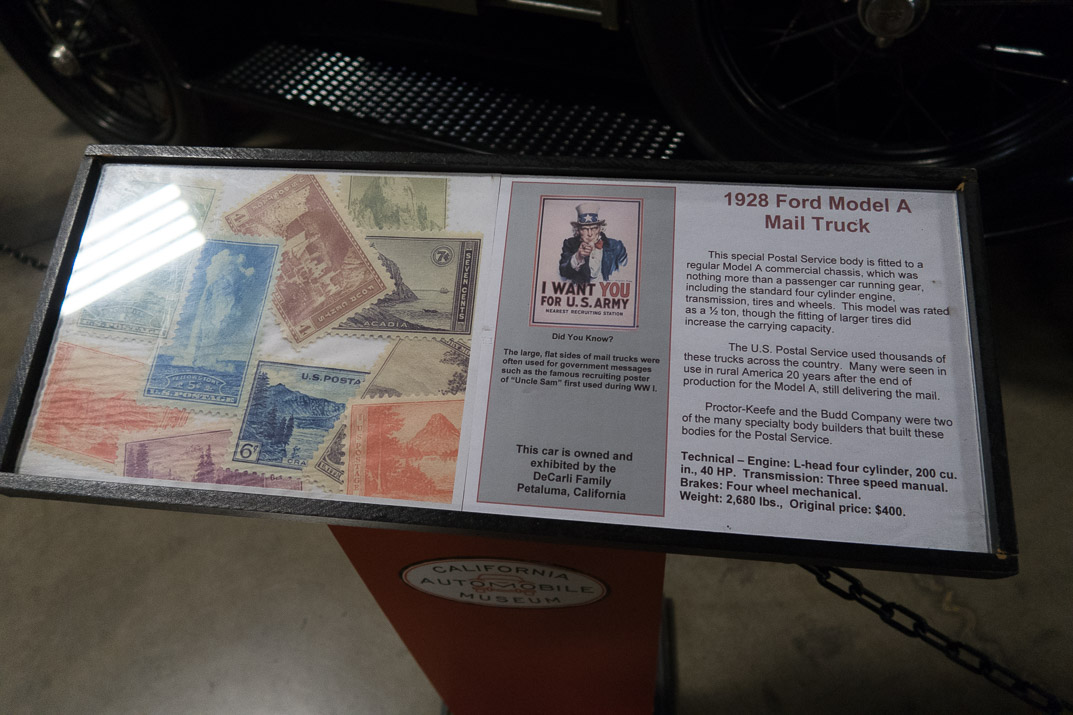 7¢
SEVEN CENTS
ACADIA
4
4
5
U.S. POSTA
6¢
CRA
6¢
I WANT YOU
FOR U.S. ARMY
NEAREST RECRUITING STATION
Did You Know?
The large, flat sides of mail trucks were
often used for government messages
such as the famous recruiting poster
of “Uncle Sam” first used during WW I.
This car is owned and
exhibited by the
DeCarli Family
Petaluma, California
1928 Ford Model A
Mail Truck
This special Postal Service body is fitted to a
regular Model A commercial chassis, which was
nothing more than a passenger car running gear,
including the standard four cylinder engine,
transmission, tires and wheels. This model was rated
as a ½ ton, though the fitting of larger tires did
increase the carrying capacity.
The U.S. Postal Service used thousands of
these trucks across the country. Many were seen in
use in rural America 20 years after the end of
production for the Model A, still delivering the mail.
Proctor-Keefe and the Budd Company were two
of the many specialty body builders that built these
bodies for the Postal Service.
Technical – Engine: L-head four cylinder, 200 cu.
in., 40 HP. Transmission: Three speed manual.
Brakes: Four wheel mechanical.
Weight: 2,680 lbs., Original price: $400.
CALIFORNIA
AUTOMOBILE
MUSEUM